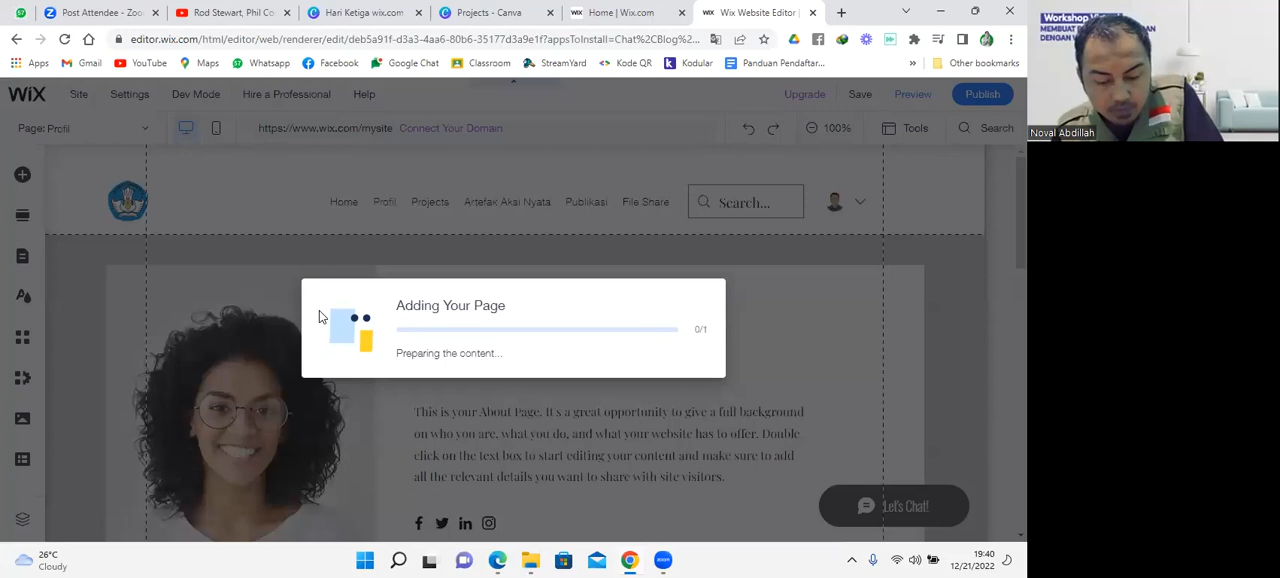 Post Attendee - Zoo
Rod Stewart, Phil Co
Hari Ketiga wix.com
Projects - Canva
Home | Wix.com
Wix Website Editor |
editor.wix.com/html/editor/web/renderer/edit
a3-4aa6-80b6-35177d3a9e1f?appsToInstall=Chat%2CBlog%2C...
Apps
Gmail
YouTube
Maps
Whatsapp
Facebook
Google Chat
Classroom
StreamYard
Kode QR
Kodular
Panduan Pendaftar...
»
Other bookmarks
WiX
Site
Settings
Dev Mode
Hire a Professional
Help
Upgrade
Save
Preview
Publish
Page: Profil
https://www.wix.com/mysite
Connect Your Domain
100%
Tools
Search
Home
Profil
Projects
Artefak Aksi Nyata
Publikasi
File Share
Search...
Adding Your Page
0/1
Preparing the content...
This is your About Page. It's a great opportunity to give a full background
on who you are, what you do, and what your website has to offer. Double
click on the text box to start editing your content and make sure to add
all the relevant details you want to share with site visitors.
Let's Chat!
26°C
Cloudy
zoom
19:40
12/21/2022
Workshop
MEMBUAT
DENGAN
Noval Abdillah